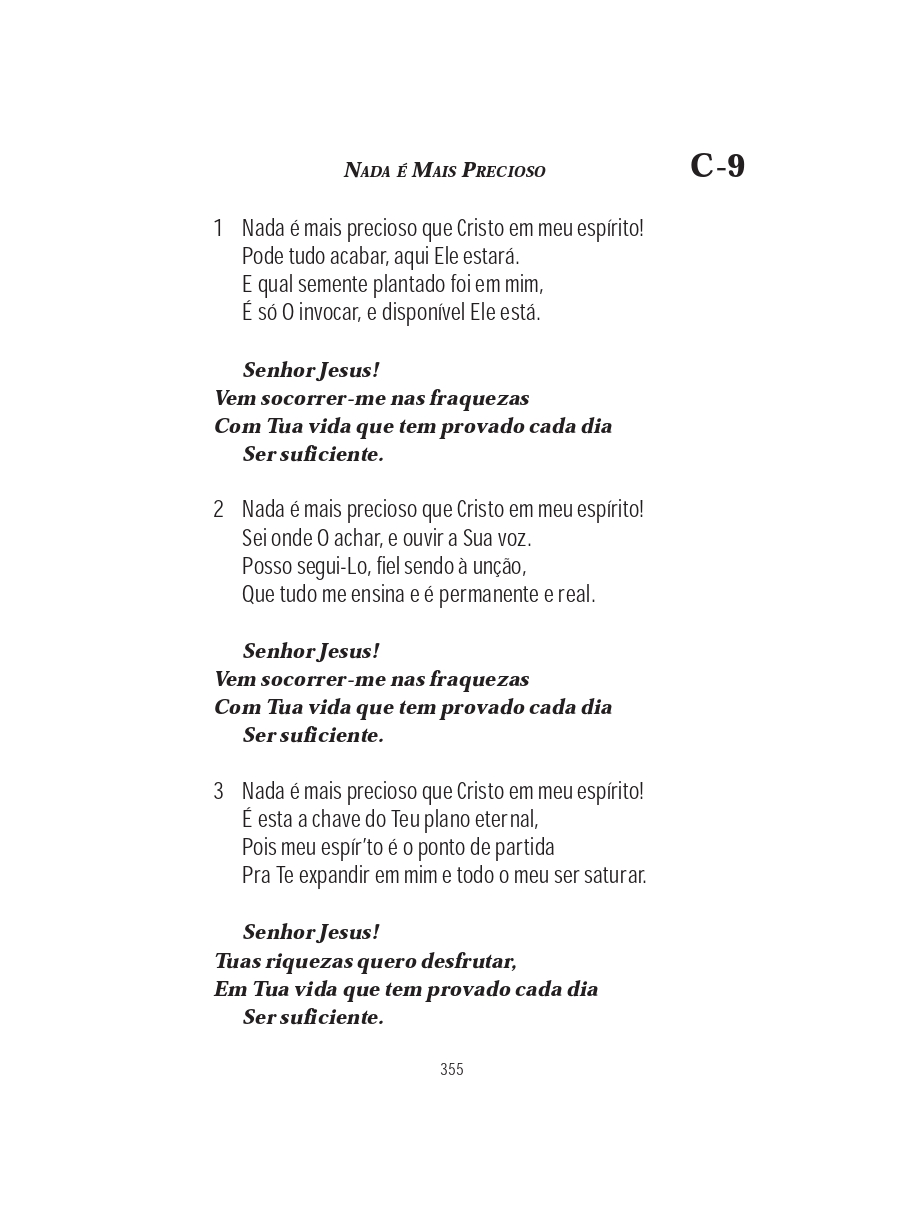 Nada é Mais Precioso
C-9
1 Nada é mais precioso que Cristo em meu espírito!
Pode tudo acabar, aqui Ele estará.
E qual semente plantado foi em mim,
É só O invocar, e disponível Ele está.
Senhor Jesus!
Vem socorrer-me nas fraquezas
Com Tua vida que tem provado cada dia
Ser suficiente.
2 Nada é mais precioso que Cristo em meu espírito!
Sei onde O achar, e ouvir a Sua voz.
Posso segui-Lo, fiel sendo à unção,
Que tudo me ensina e é permanente e real.
Senhor Jesus!
Vem socorrer-me nas fraquezas
Com Tua vida que tem provado cada dia
Ser suficiente.
3 Nada é mais precioso que Cristo em meu espírito!
É esta a chave do Teu plano eternal,
Pois meu espír’to é o ponto de partida
Pra Te expandir em mim e todo o meu ser saturar.
Senhor Jesus!
Tuas riquezas quero desfrutar,
Em Tua vida que tem provado cada dia
Ser suficiente.
355